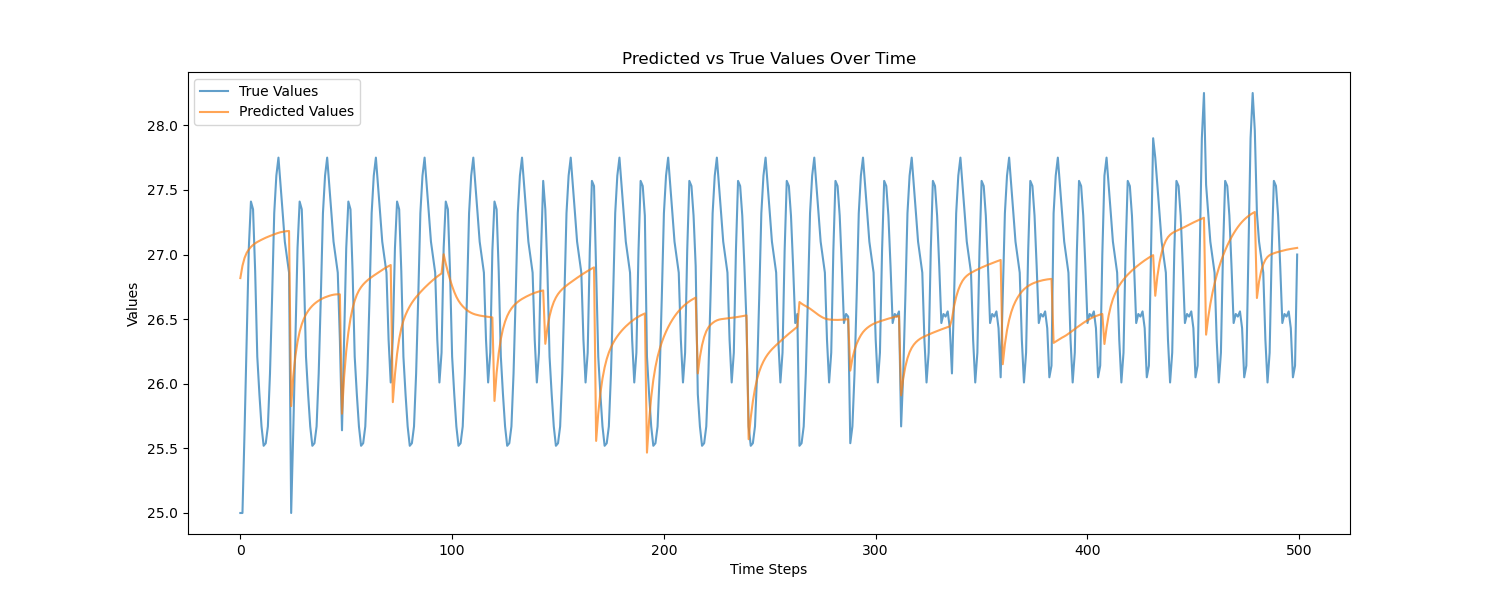 Predicted vs True Values Over Time
True Values
Predicted Values
Values
28.0
27.5
27.0
26.5
26.0
25.5
25.0
0 100 200 300 400 500
Time Steps